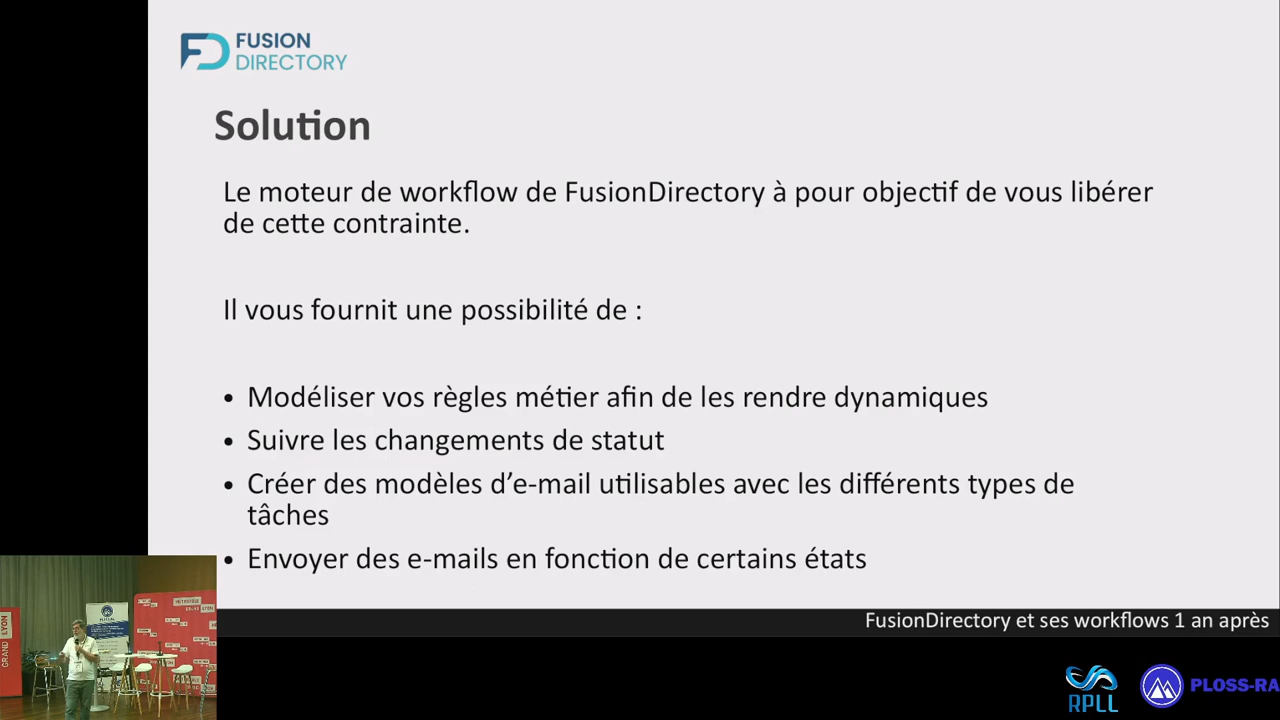 FUSION
DIRECTORY
Solution
Le moteur de workflow de FusionDirectory à pour objectif de vous libérer
de cette contrainte.
Il vous fournit une possibilité de :
• Modéliser vos règles métier afin de les rendre dynamiques
• Suivre les changements de statut
• Créer des modèles d’e-mail utilisables avec les différents types de
tâches
• Envoyer des e-mails en fonction de certains états
FusionDirectory et ses workflows 1 an après
GRAND LYON
RPLL
PLOSS-RA